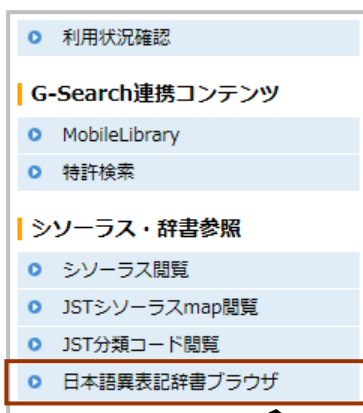 利用状況確認
G-Search連携コンテンツ
MobileLibrary
特許検索
シソーラス・辞書参照
シソーラス閲覧
JSTシソーラスmap閲覧
JST分類コード閲覧
日本語異表記辞書ブラウザ